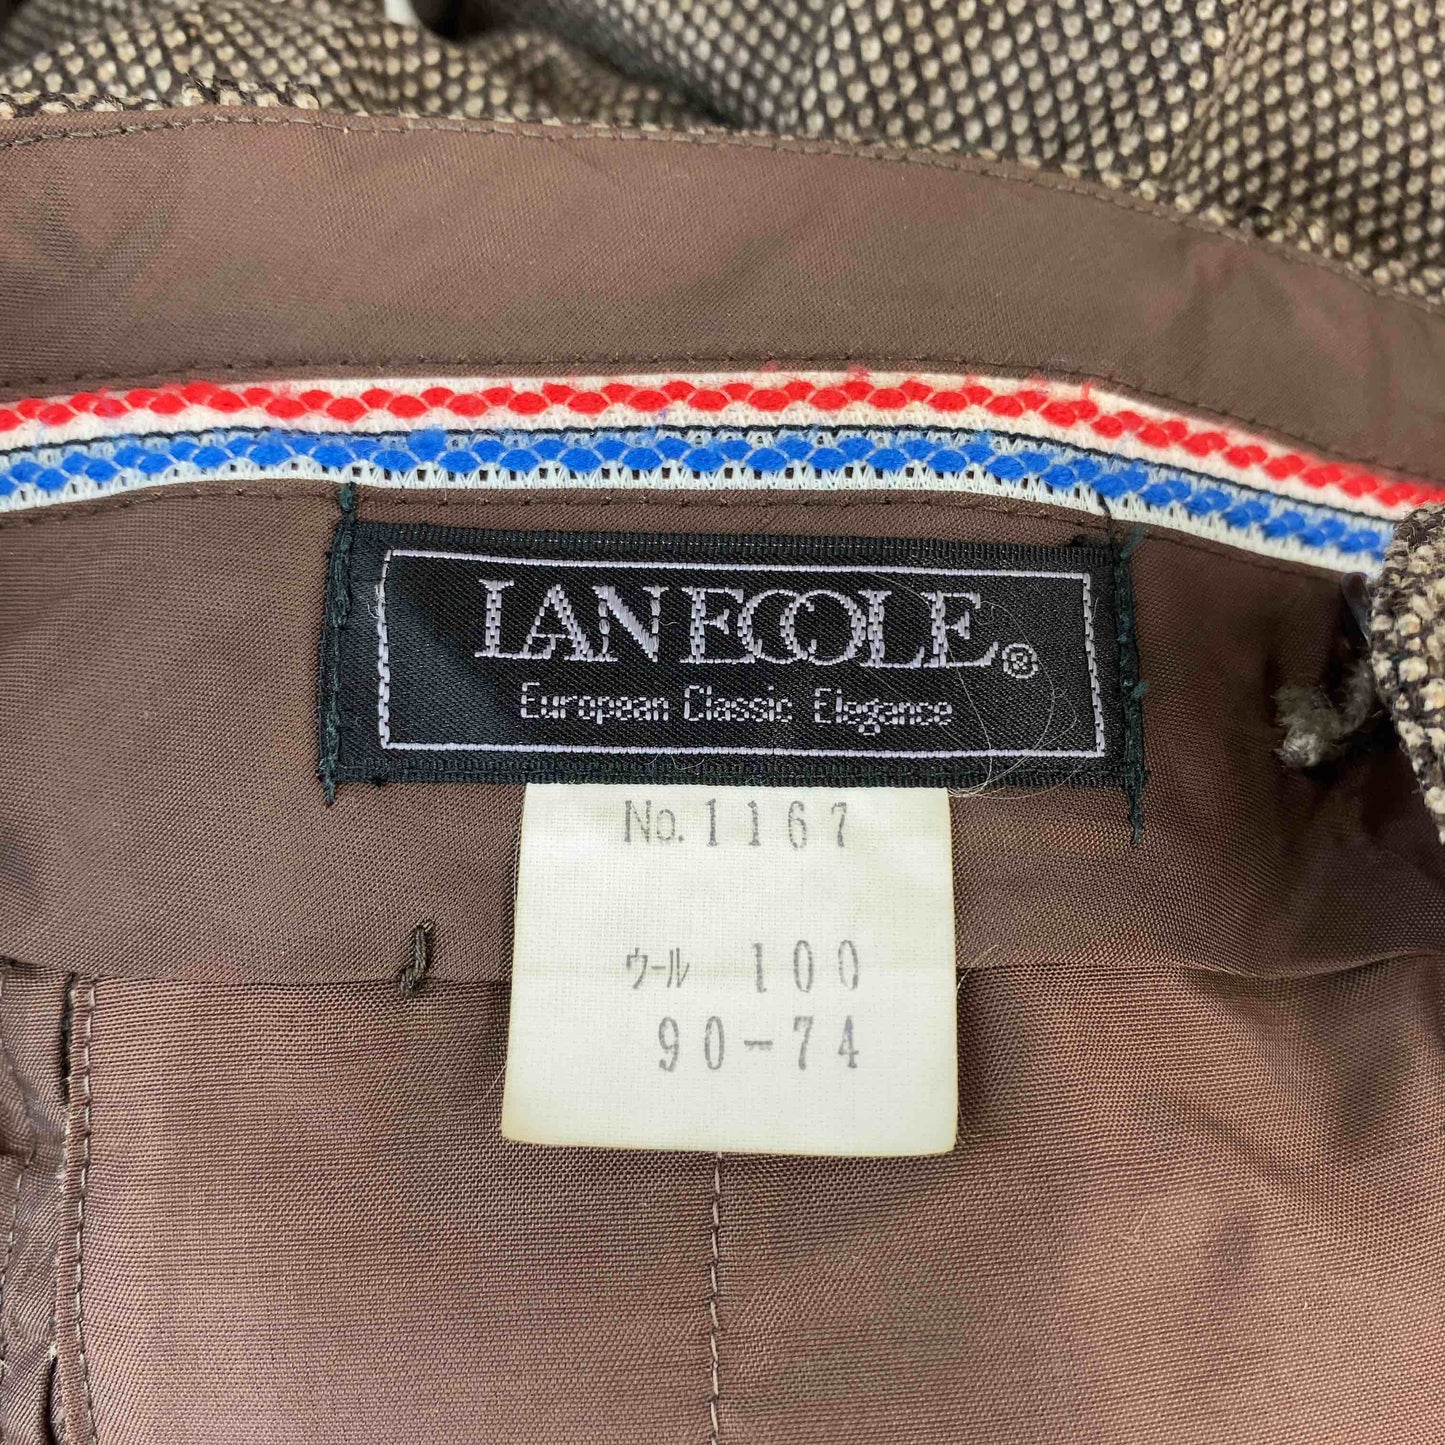 LANECOLE®
European Classic Elegance
No.1167
ウール 100
90-74